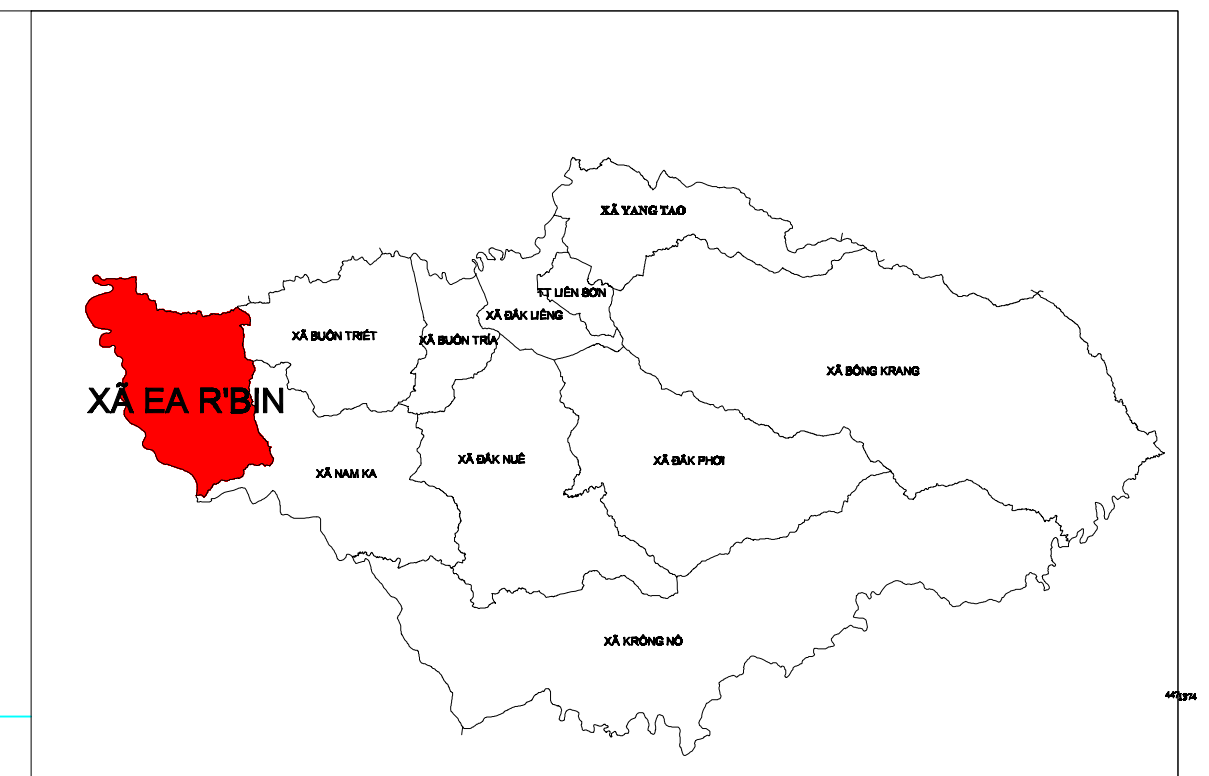 XÃ YANG TAO
TT LIÊN SƠN
XÃ ĐĂK LIÊNG
XÃ BUÔN TRIẾT
XÃ BUÔN TRÍA
XÃ BÔNG KRANG
XÃ EA R'BIN
XÃ NAM KA
XÃ ĐĂK NUÊ
XÃ ĐĂK PHƠI
XÃ KRÔNG NÔ